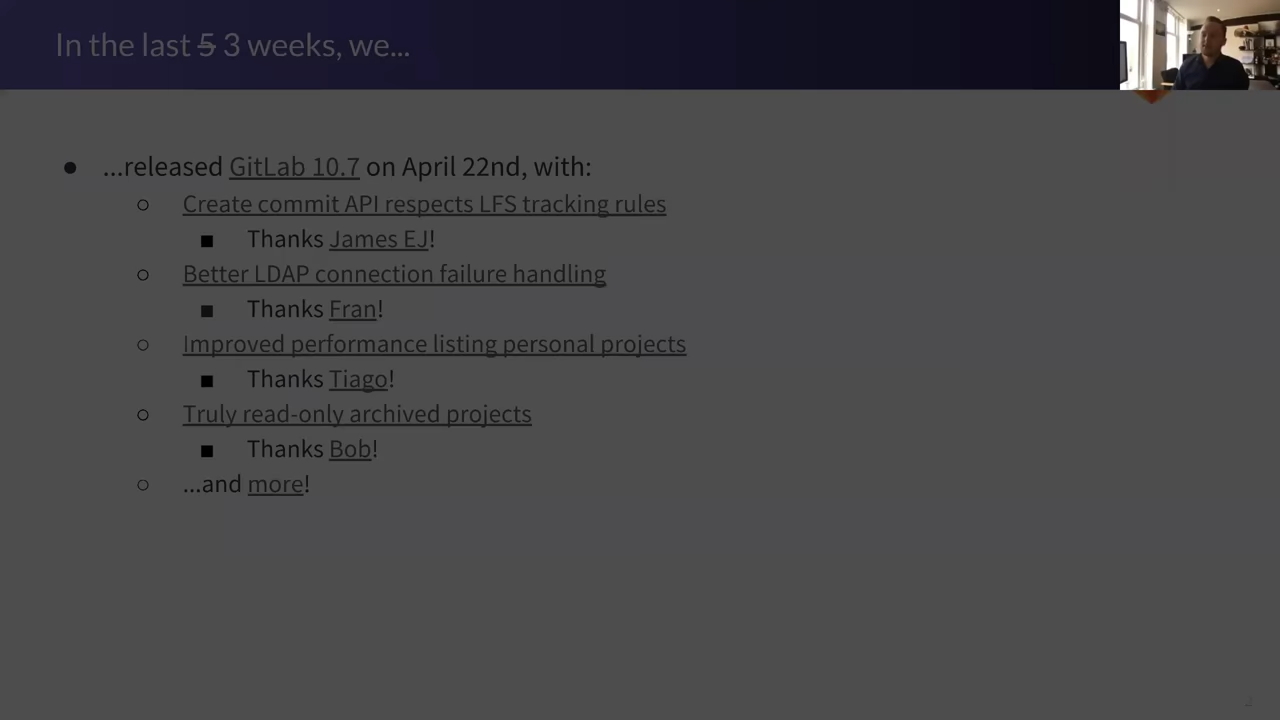 In the last 5 3 weeks, we...
● ...released GitLab 10.7 on April 22nd, with:
○ Create commit API respects LFS tracking rules
■ Thanks James EJ!
○ Better LDAP connection failure handling
■ Thanks Fran!
○ Improved performance listing personal projects
■ Thanks Tiago!
○ Truly read-only archived projects
■ Thanks Bob!
○ ...and more!